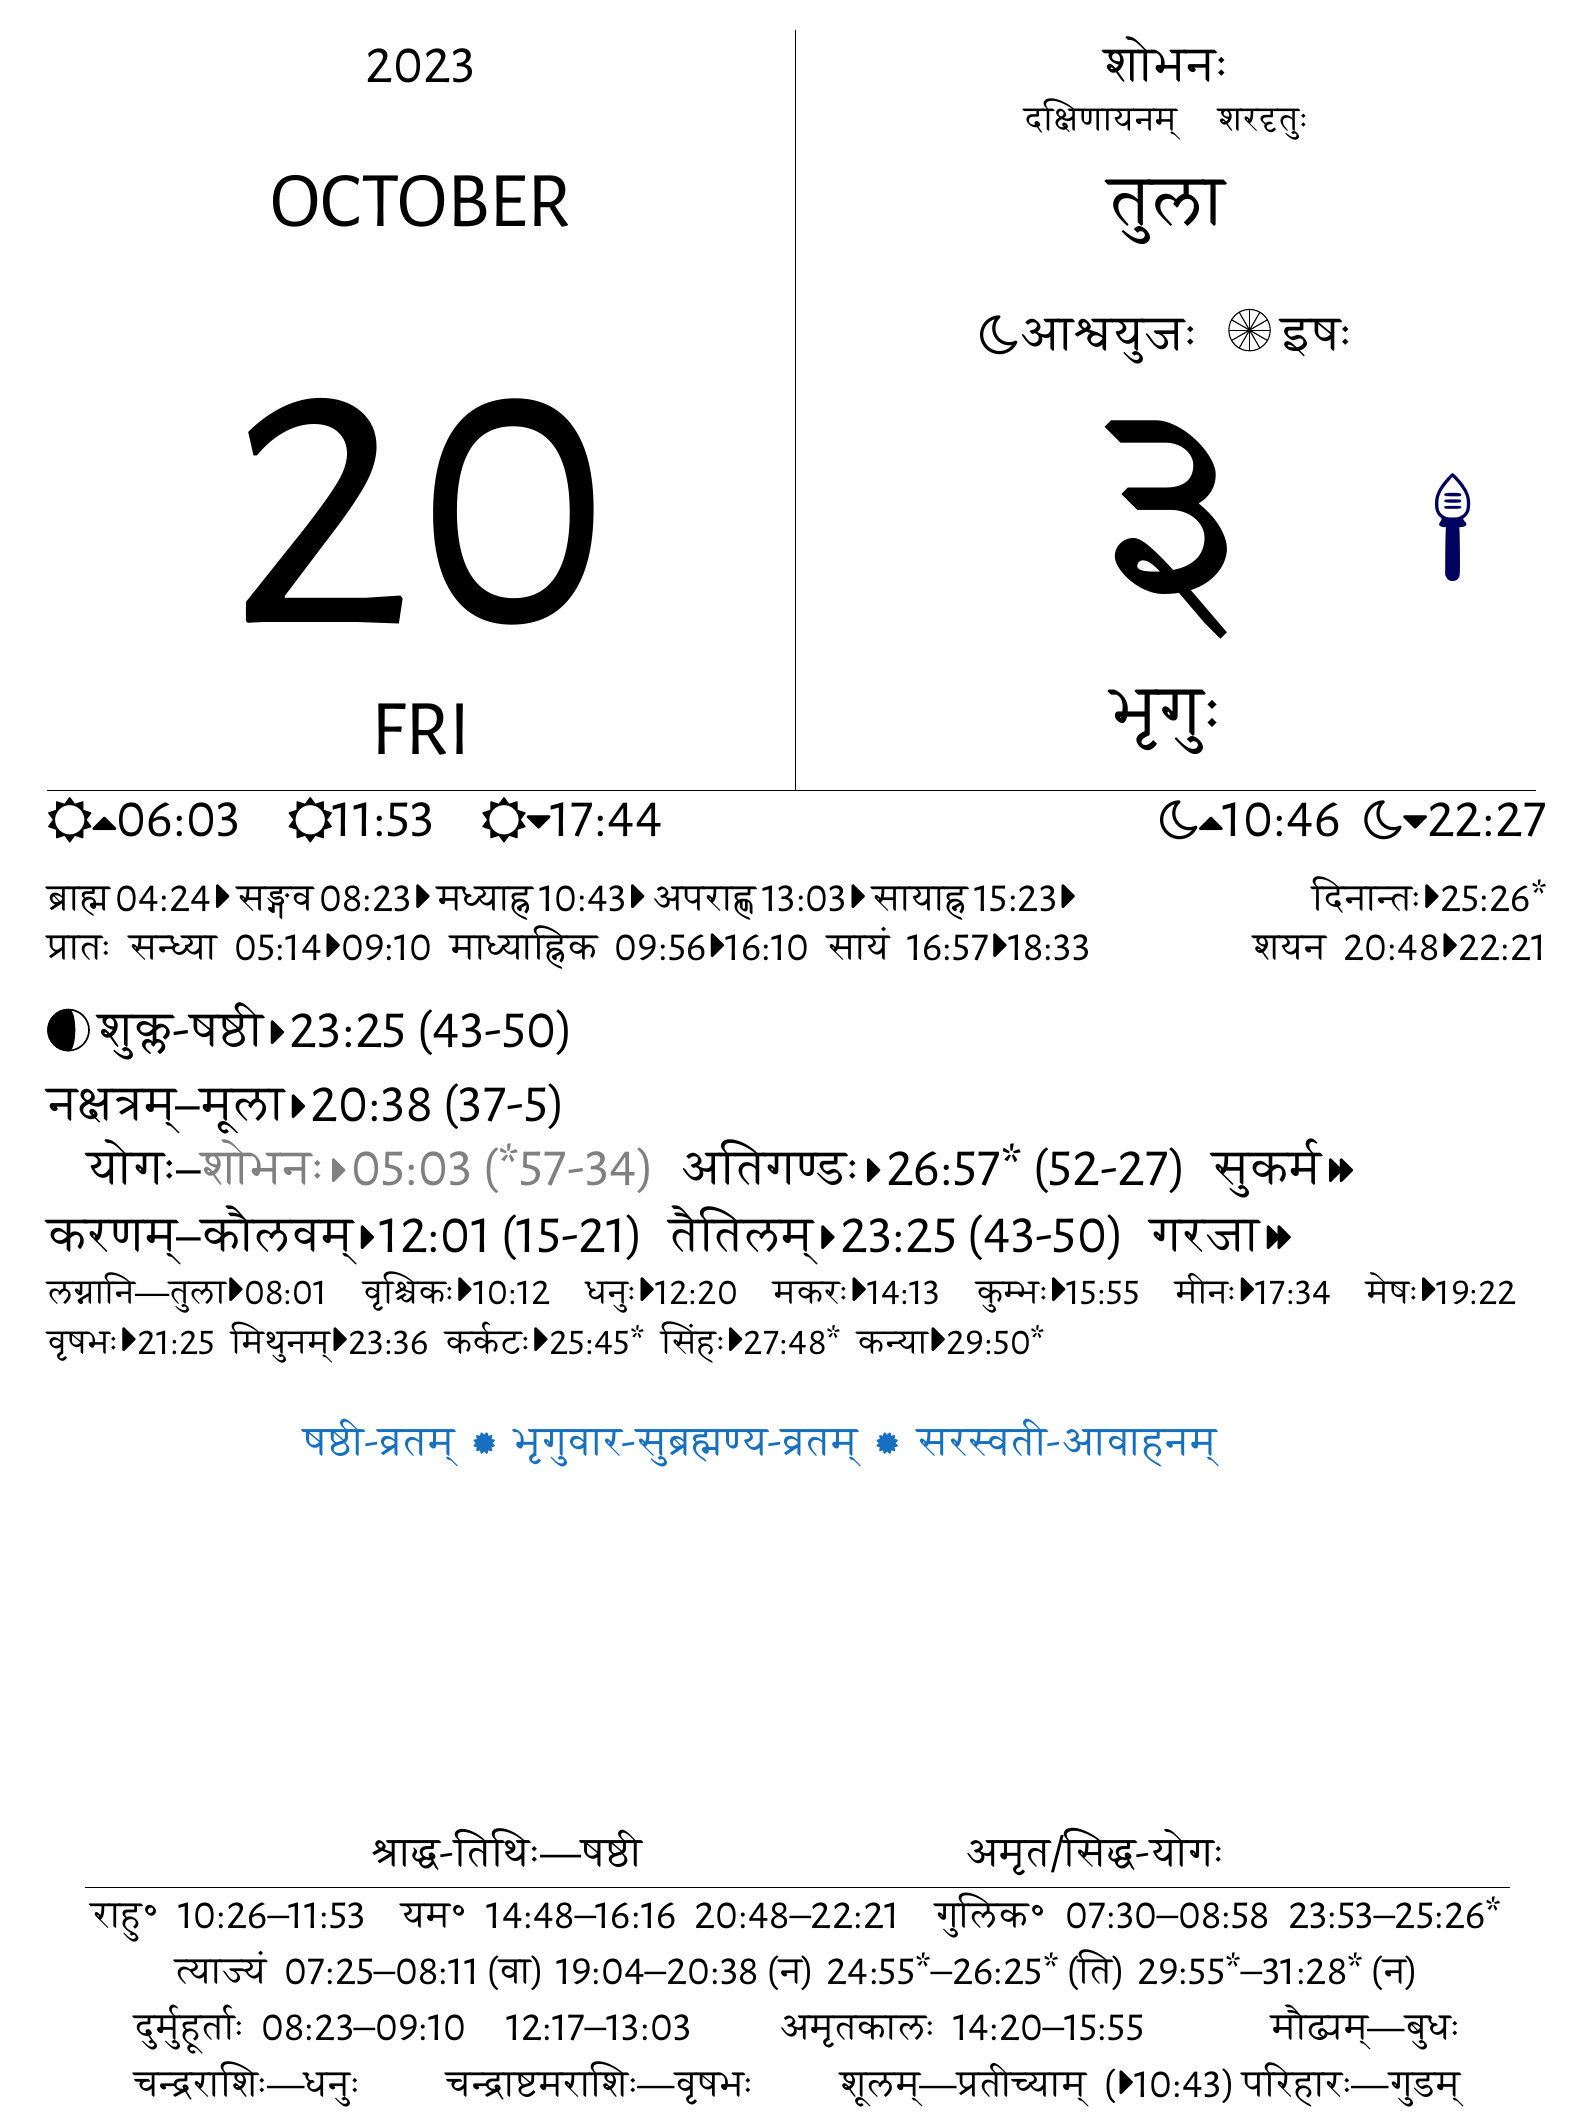 2023
OCTOBER
20
FRI
शोभनः
दक्षिणायनम् शरदृतुः
तुला
आश्वयुजः इषः
३
भृगुः
06:03 11:53 17:44 10:46 22:27
ब्राह्म 04:24 सङ्गव 08:23 मध्याह्न 10:43 अपराह्ण 13:03 सायाह्न 15:23 दिनान्तः 25:26*
प्रातः सन्ध्या 05:14 09:10 माध्याह्निक 09:56 16:10 सायं 16:57 18:33 शयन 20:48 22:21
शुक्ल-षष्ठी 23:25 (43-50)
नक्षत्रम्–मूला 20:38 (37-5)
योगः–शोभनः 05:03 (*57-34) अतिगण्डः 26:57* (52-27) सुकर्म
करणम्–कौलवम् 12:01 (15-21) तैतिलम् 23:25 (43-50) गरजा
लग्नानि—तुला 08:01 वृश्चिकः 10:12 धनुः 12:20 मकरः 14:13 कुम्भः 15:55 मीनः 17:34 मेषः 19:22
वृषभः 21:25 मिथुनम् 23:36 कर्कटः 25:45* सिंहः 27:48* कन्या 29:50*
षष्ठी-व्रतम् ✹ भृगुवार-सुब्रह्मण्य-व्रतम् ✹ सरस्वती-आवाहनम्
श्राद्ध-तिथिः—षष्ठी अमृत/सिद्ध-योगः
राहु॰ 10:26–11:53 यम॰ 14:48–16:16 20:48–22:21 गुलिक॰ 07:30–08:58 23:53–25:26*
त्याज्यं 07:25–08:11 (वा) 19:04–20:38 (न) 24:55*–26:25* (ति) 29:55*–31:28* (न)
दुर्मुहूर्ताः 08:23–09:10 12:17–13:03 अमृतकालः 14:20–15:55 मौढ्यम्—बुधः
चन्द्रराशिः—धनुः चन्द्राष्टमराशिः—वृषभः शूलम्—प्रतीच्याम् (10:43) परिहारः—गुडम्